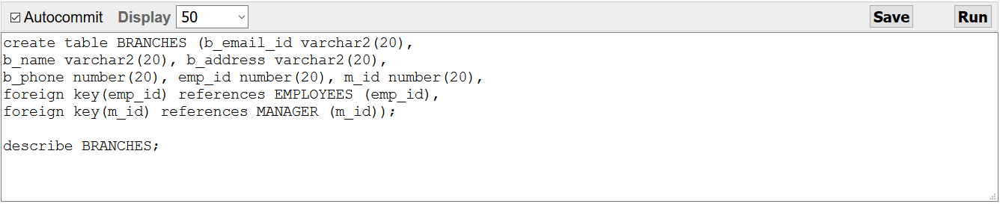 Autocommit Display 50 Save Run
create table BRANCHES (b_email_id varchar2(20),
b_name varchar2(20), b_address varchar2(20),
b_phone number(20), emp_id number(20), m_id number(20),
foreign key(emp_id) references EMPLOYEES (emp_id),
foreign key(m_id) references MANAGER (m_id));
describe BRANCHES;